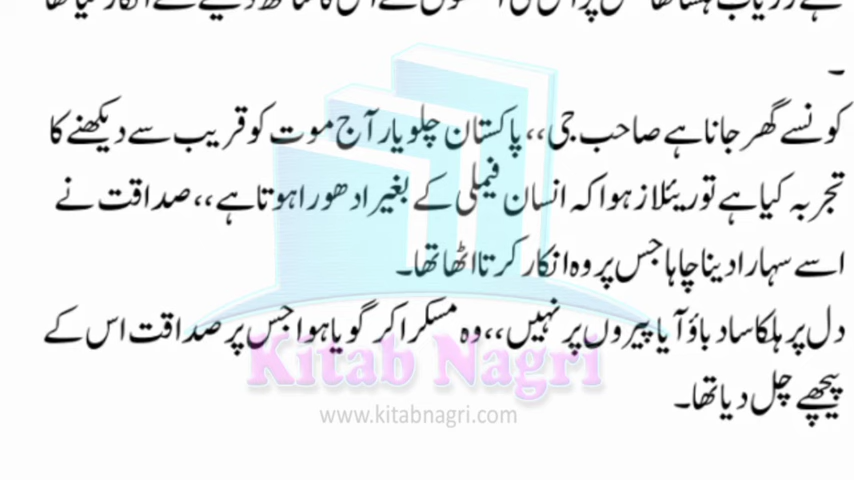 ۔
کونسے گھر جانا ہے صاحب جی،، پاکستان چلو یار آج موت کو قریب سے دیکھنے کا
تجربہ کیا ہے تو ریئلاز ہوا کہ انسان فیملی کے بغیر ادھورا ہوتا ہے،، صداقت نے
اسے سہارا دینا چاہا جس پر وہ انکار کرتا اٹھا تھا۔
دل پر ہلکا سا دباؤ آیا پیروں پر نہیں،، وہ مسکرا کر گویا ہوا جس پر صداقت اس کے
پیچھے چل دیا تھا۔
Kitab Nagri
www.kitabnagri.com